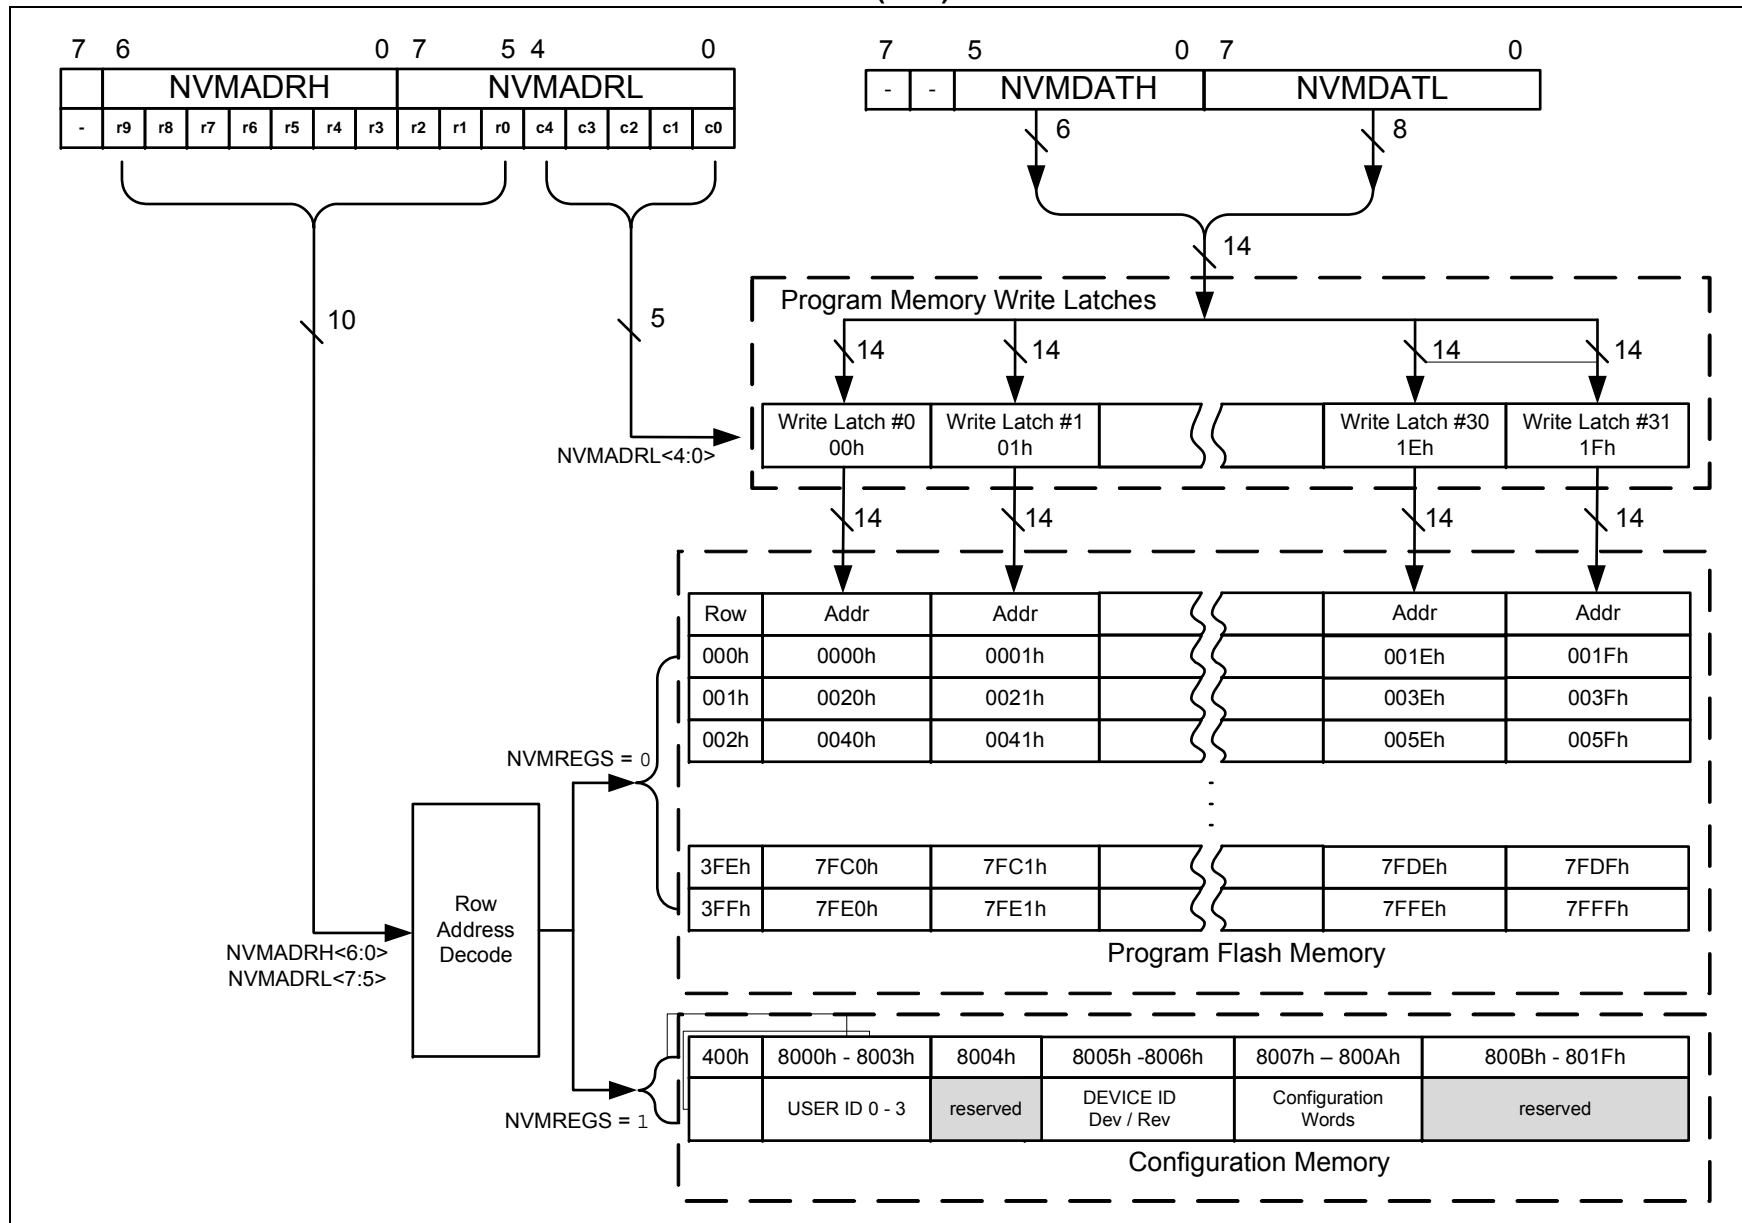 7 6 0 7 5 4 0
NVMADRH NVMADRL
- r9 r8 r7 r6 r5 r4 r3 r2 r1 r0 c4 c3 c2 c1 c0
7 5 0 7 0
- - NVMDATH NVMDATL
6 8
14
10 5
Program Memory Write Latches
14 14 14 14
Write Latch #0 Write Latch #1 Write Latch #30 Write Latch #31
00h 01h 1Eh 1Fh
NVMADRL<4:0>
14 14 14 14
Row Addr Addr Addr Addr
000h 0000h 0001h 001Eh 001Fh
001h 0020h 0021h 003Eh 003Fh
002h 0040h 0041h 005Eh 005Fh
NVMREGS = 0
3FEh 7FC0h 7FC1h 7FDEh 7FDFh
3FFh 7FE0h 7FE1h 7FFEh 7FFFh
Row
Address
Decode
NVMADRH<6:0>
NVMADRL<7:5>
Program Flash Memory
400h 8000h - 8003h 8004h 8005h -8006h 8007h – 800Ah 800Bh - 801Fh
USER ID 0 - 3 reserved DEVICE ID Configuration reserved
Dev / Rev Words
NVMREGS = 1
Configuration Memory